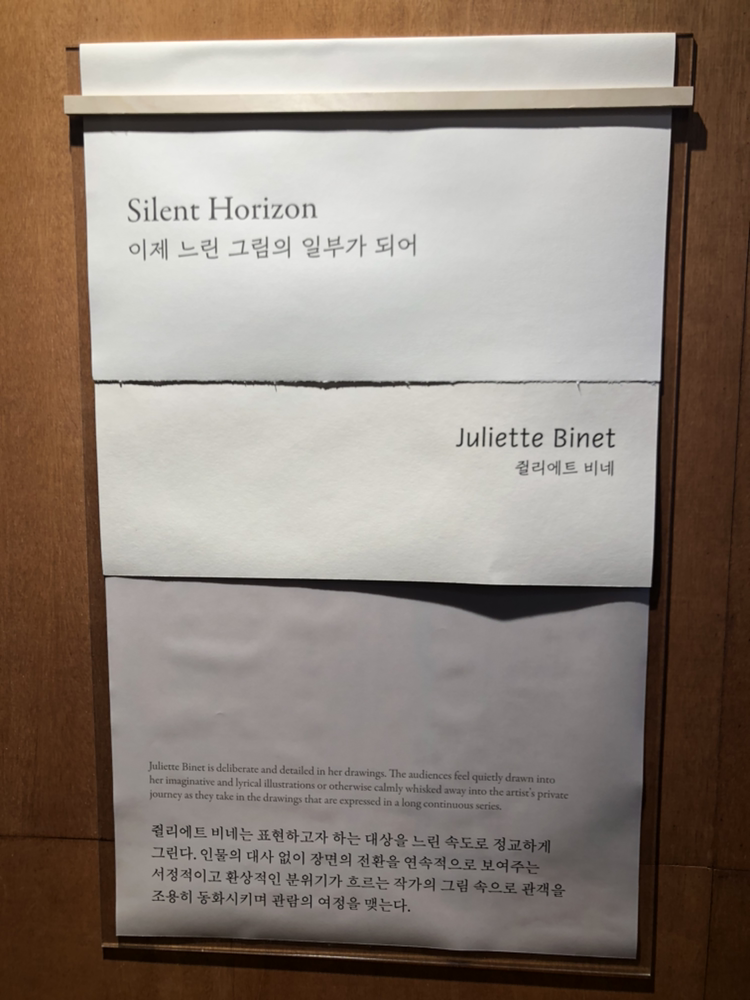 Silent Horizon
이제 느린 그림의 일부가 되어
Juliette Binet
쥘리에트 비네
Juliette Binet is deliberate and detailed in her drawings. The audiences feel quietly drawn into
her imaginative and lyrical illustrations or otherwise calmly whisked away into the artist's private
journey as they take in the drawings that are expressed in a long continuous series.
쥘리에트 비네는 표현하고자 하는 대상을 느린 속도로 정교하게
그린다. 인물의 대사 없이 장면의 전환을 연속적으로 보여주는
서정적이고 환상적인 분위기가 흐르는 작가의 그림 속으로 관객을
조용히 동화시키며 관람의 여정을 맺는다.